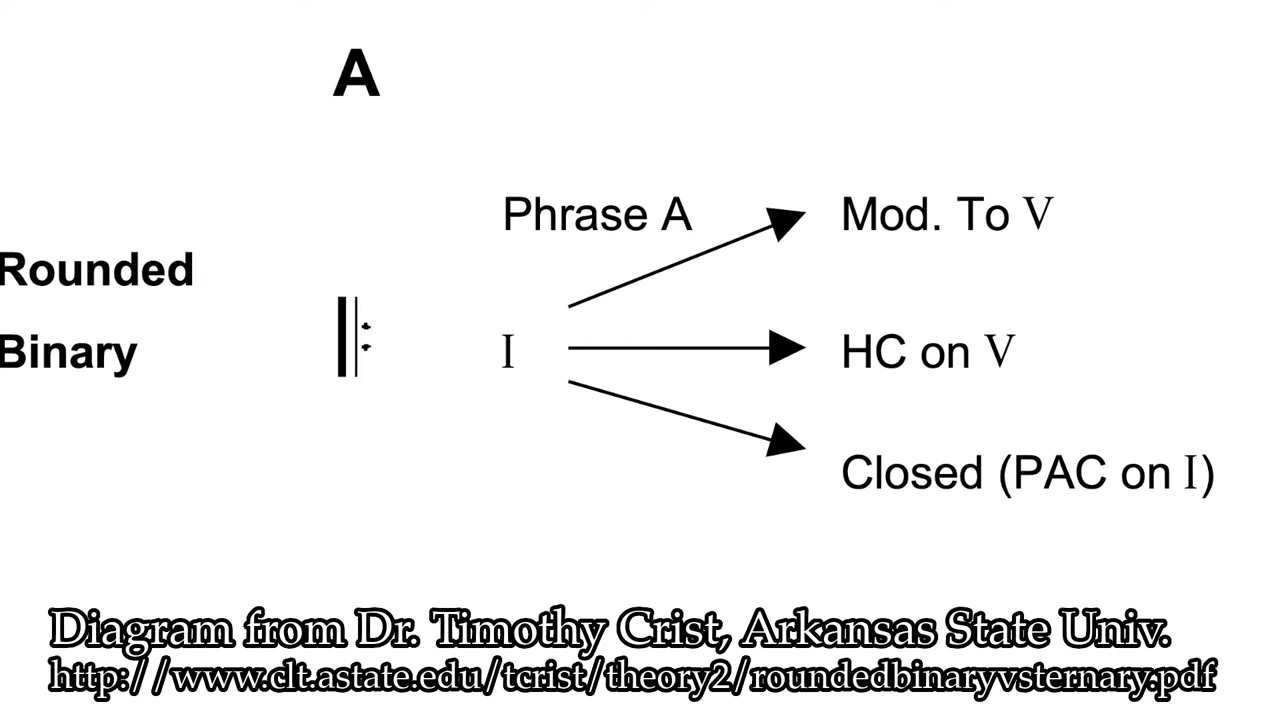 A
Phrase A
Mod. To V
Rounded
Binary
I
HC on V
Closed (PAC on I)
Diagram from Dr. Timothy Crist, Arkansas State Univ.
http://www.clt.astate.edu/tcrist/theory2/roundedbinaryvsternary.pdf